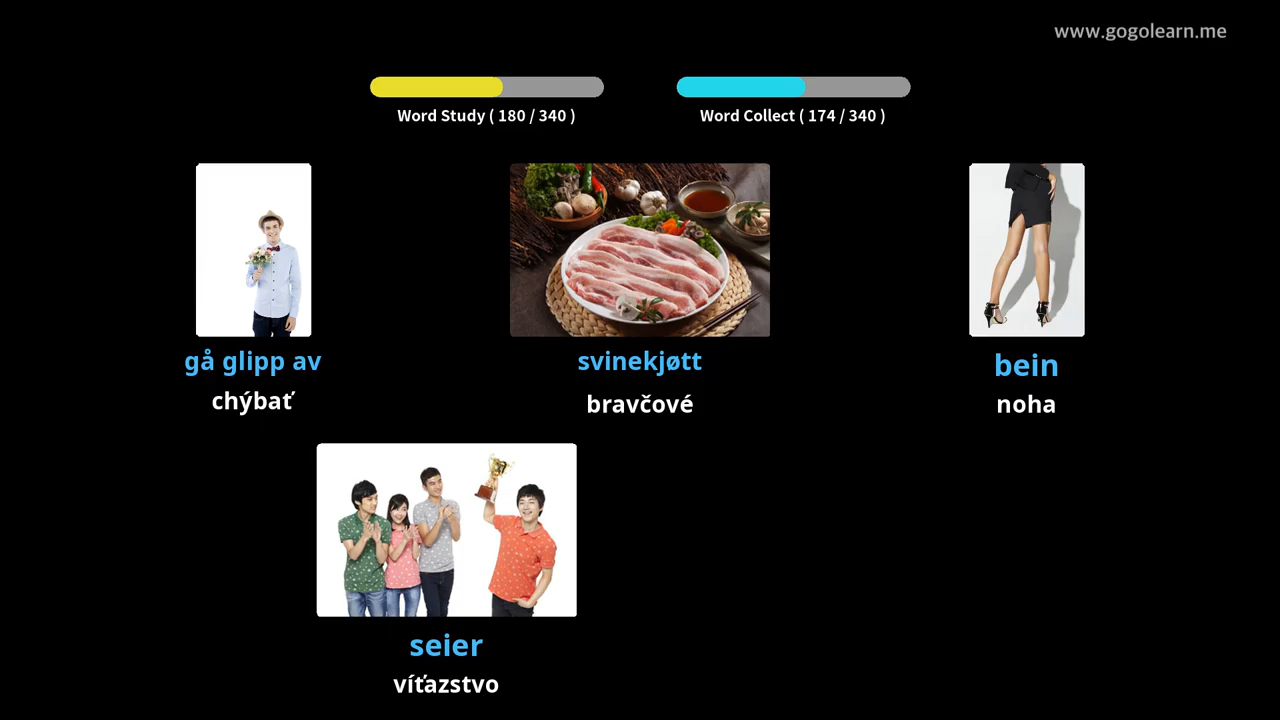 www.gogolearn.me
Word Study ( 180 / 340 )
Word Collect ( 174 / 340 )
gå glipp av
chýbať
svinekjøtt
bravčové
bein
noha
seier
víťazstvo